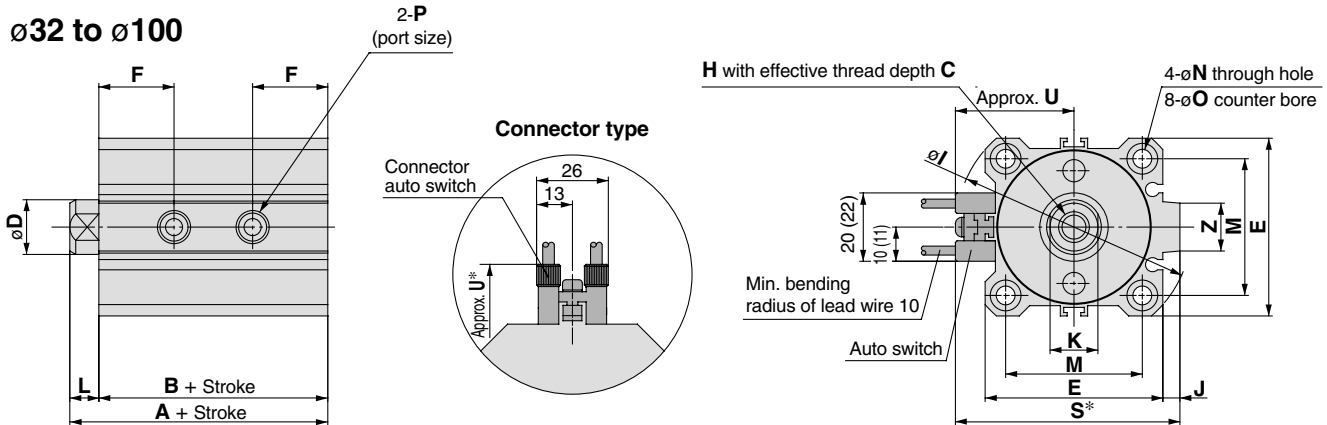 ø32 to ø100
2-P
(port size)
F
F
øD
L
B + Stroke
A + Stroke
Connector type
Connector
auto switch
26
13
Approx. U*
H with effective thread depth C
Approx. U
4-øN through hole
8-øO counter bore
øI
20 (22)
10 (11)
Z
M
E
Min. bending
radius of lead wire 10
Auto switch
K
M
E
J
S*